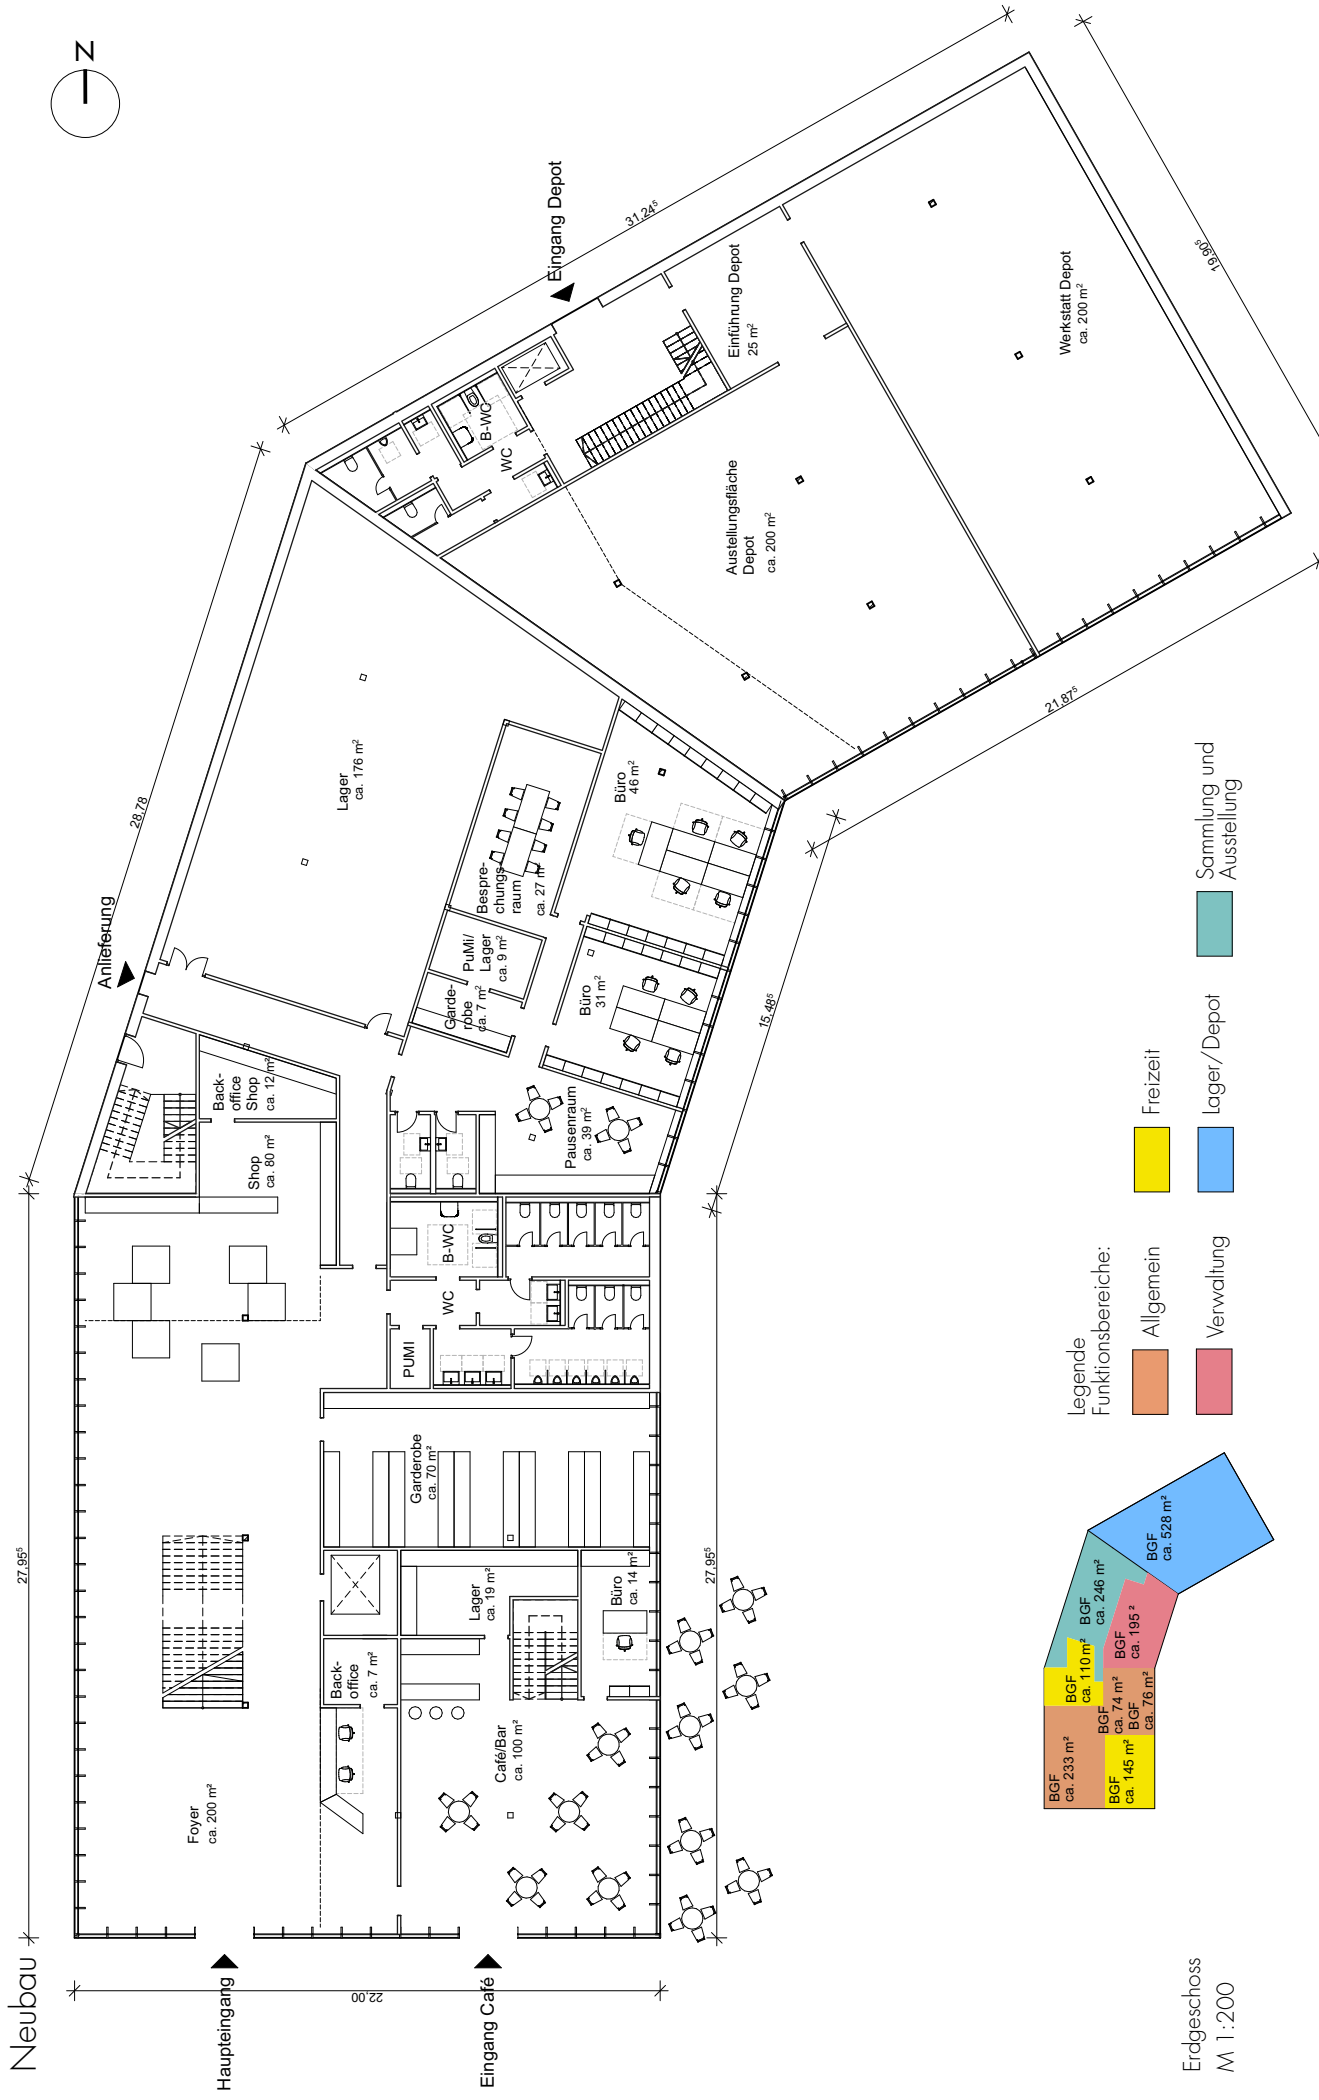 Neubau
N
27,95⁵
28,78
31,24⁵
19,90⁵
21,87⁵
15,48⁵
27,95⁵
22,00
Haupteingang
Eingang Café
Anlieferung
Eingang Depot
Foyer
ca. 200 m²
Back-
office
ca. 7 m²
Café/Bar
ca. 100 m²
Lager
ca. 19 m²
Büro
ca. 14 m²
Garderobe
ca. 70 m²
PUMI
WC
B-WC
Shop
ca. 80 m²
Back-
office
Shop
ca. 12 m²
Pausenraum
ca. 39 m²
Garde-
robe
ca. 7 m²
PuMi/
Lager
ca. 9 m²
Bespre-
chungs-
raum
ca. 27 m²
Büro
31 m²
Büro
46 m²
Lager
ca. 176 m²
WC
B-WC
Einführung Depot
25 m²
Austellungsfläche
Depot
ca. 200 m²
Werkstatt Depot
ca. 200 m²
Erdgeschoss
M 1:200
BGF
ca. 233 m²
BGF
ca. 145 m²
BGF
ca. 110 m²
BGF
ca. 74 m²
BGF
ca. 76 m²
BGF
ca. 246 m²
BGF
ca. 195 ²
BGF
ca. 528 m²
Legende
Funktionsbereiche:
Allgemein
Freizeit
Sammlung und
Ausstellung
Verwaltung
Lager/Depot